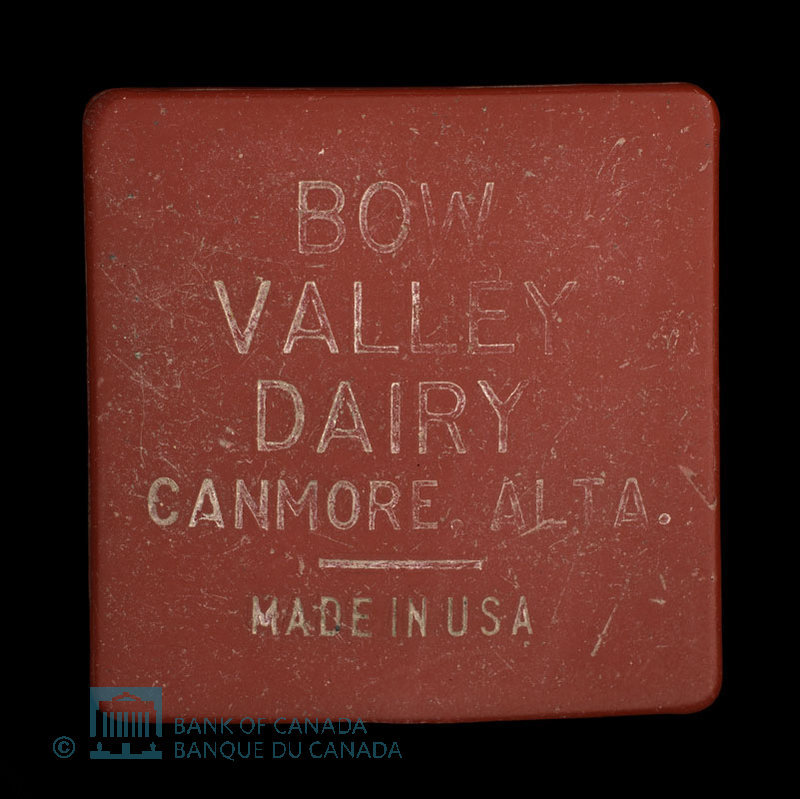 BOW
VALLEY
DAIRY
CANMORE, ALTA.
MADE IN USA
© BANK OF CANADA
BANQUE DU CANADA